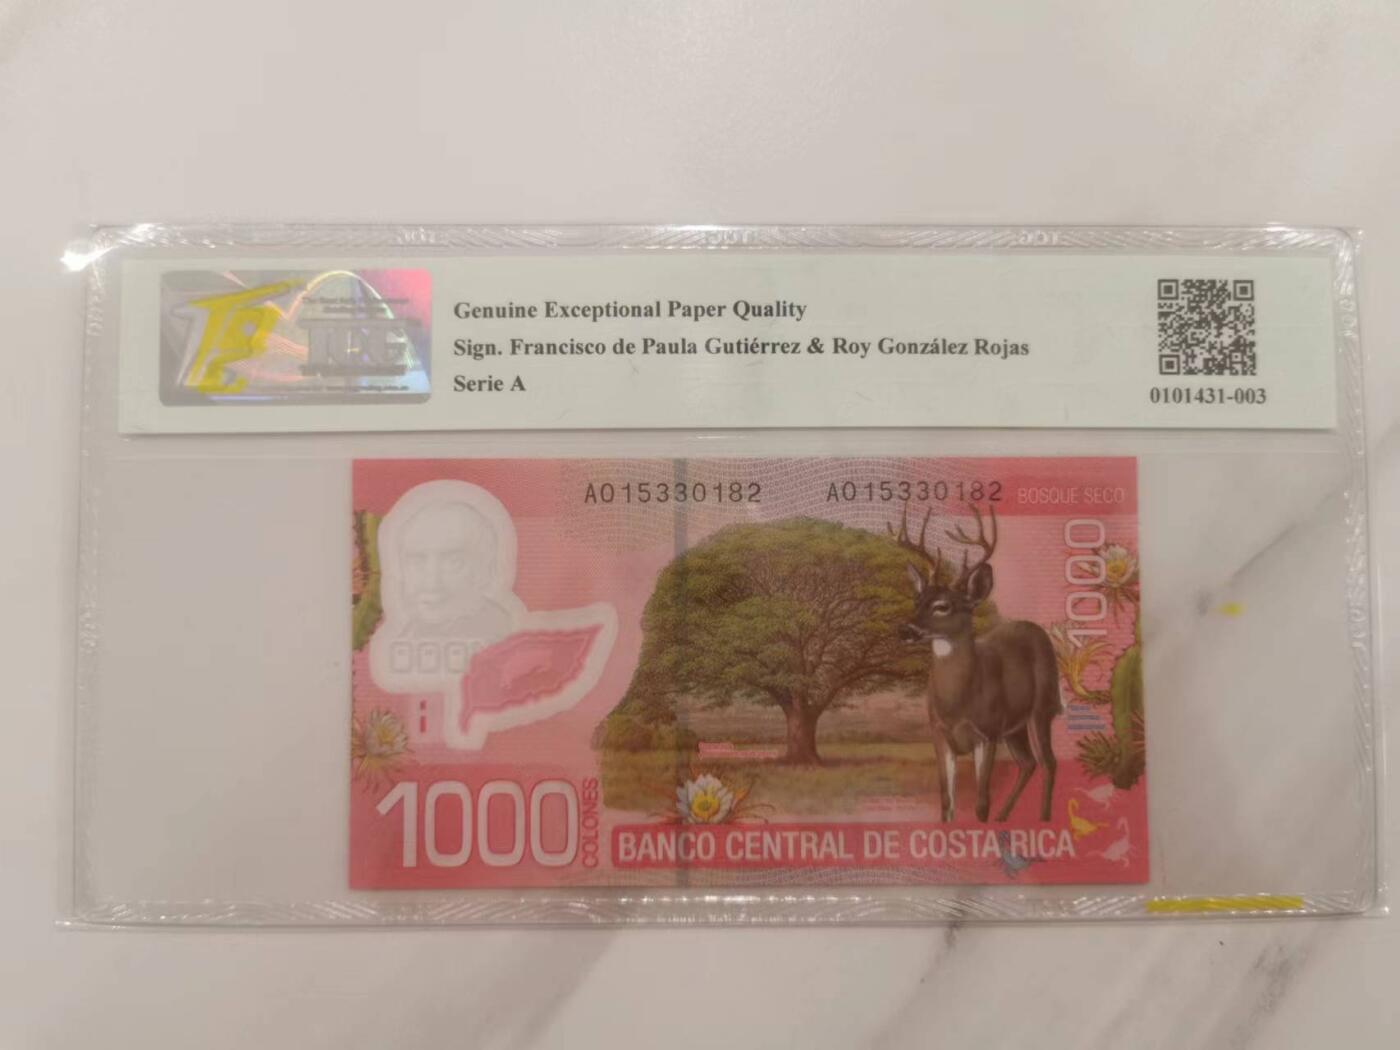 Genuine Exceptional Paper Quality
Sign. Francisco de Paula Gutiérrez & Roy González Rojas
Serie A
0101431-003
TQG
A015330182
A015330182
BOSQUE SECO
1000
1000
COLONES
BANCO CENTRAL DE COSTA RICA